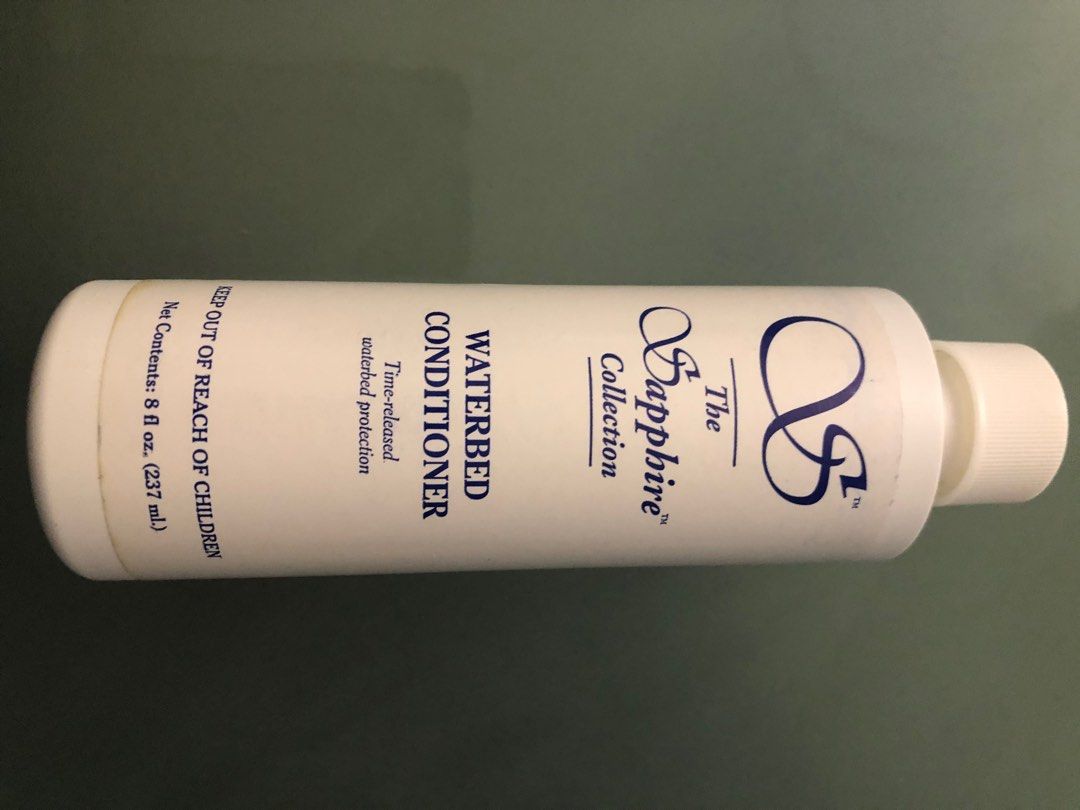 S™
The
Sapphire™
Collection
WATERBED
CONDITIONER
Time-released
waterbed protection
KEEP OUT OF REACH OF CHILDREN
Net Contents: 8 fl oz. (237 ml.)